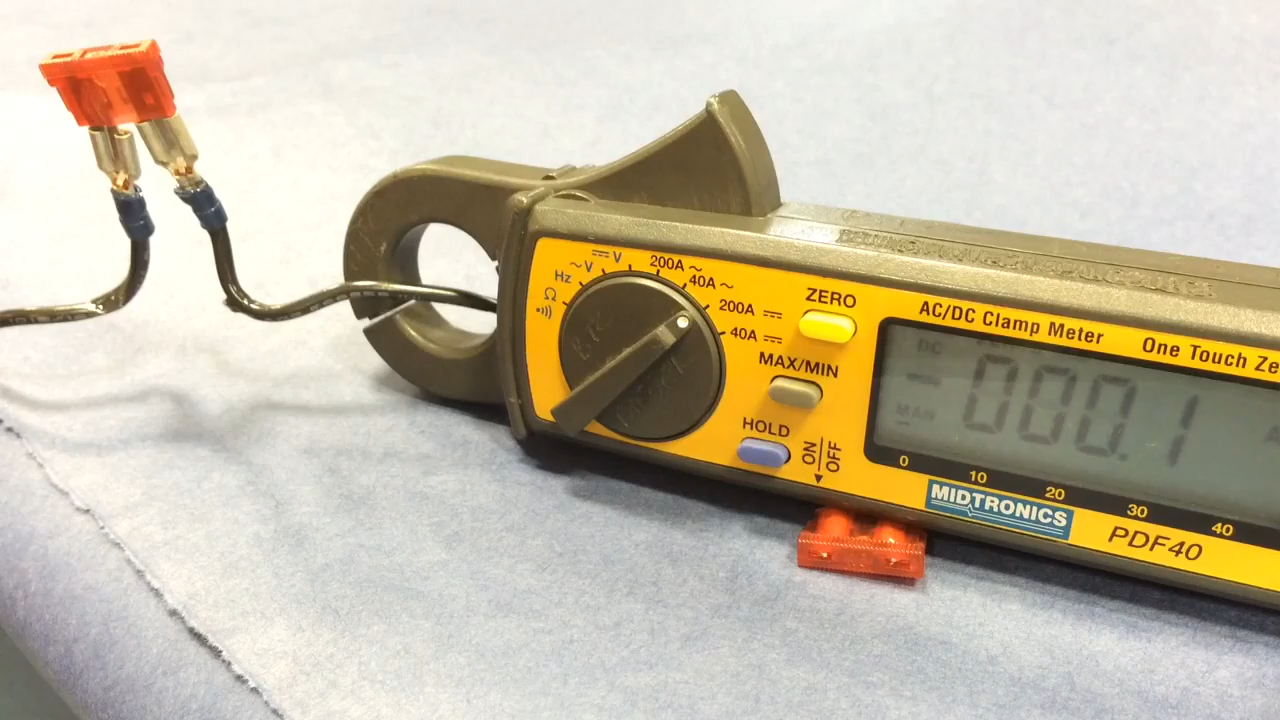 V
~V
Hz
Ω
200A ~
40A ~
200A
40A
ZERO
MAX/MIN
HOLD
ON
OFF
AC/DC Clamp Meter
One Touch Ze
DC
-000.1
MAN
0
10
20
30
40
MIDTRONICS
PDF40